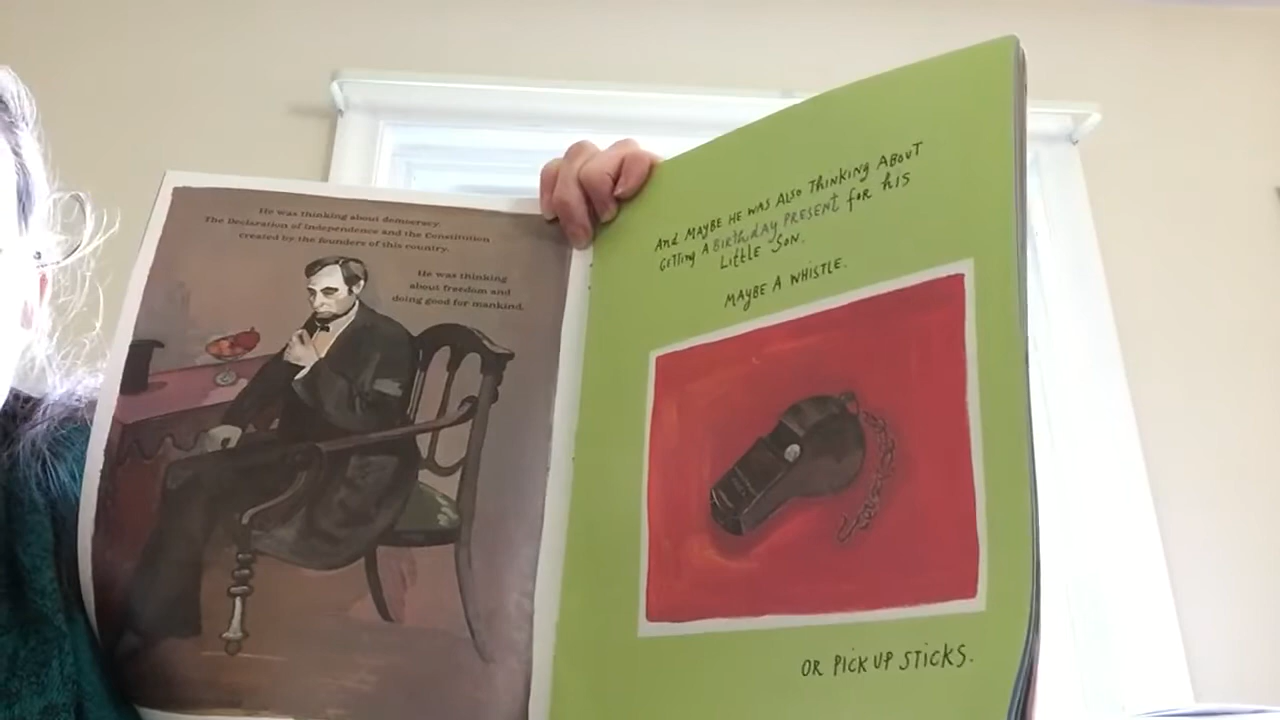 He was thinking about democracy.
The Declaration of Independence and the Constitution
created by the founders of this country.
He was thinking
about freedom and
doing good for mankind.
And MAYBE HE WAS ALSO THINKING ABOUT
GETTING A BIRTHDAY PRESENT FOR HIS
LITTLE SON.
MAYBE A WHISTLE.
OR PICK UP STICKS.